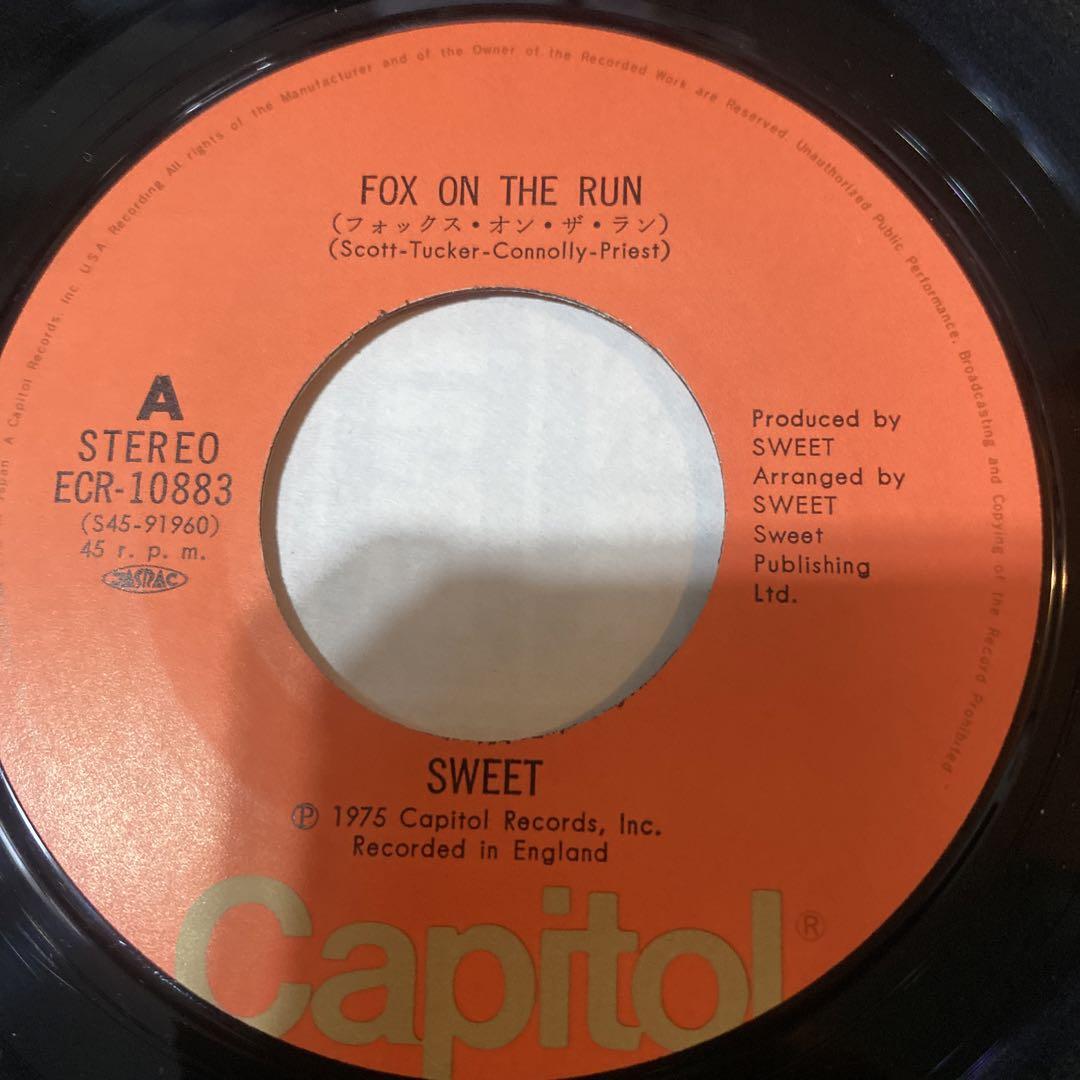 Japan A Capitol Records, Inc. U.S.A. Recording All rights of the Manufacturer and of the Owner of the Recorded Work are Reserved. Unauthorized Public Performance, Broadcasting and Copying of the Record Prohibited
FOX ON THE RUN
(フォックス・オン・ザ・ラン)
(Scott-Tucker-Connolly-Priest)
A
STEREO
ECR-10883
(S45-91960)
45 r. p. m.
JASRAC
Produced by
SWEET
Arranged by
SWEET
Sweet
Publishing
Ltd.
SWEET
Ⓟ 1975 Capitol Records, Inc.
Recorded in England
Capitol®